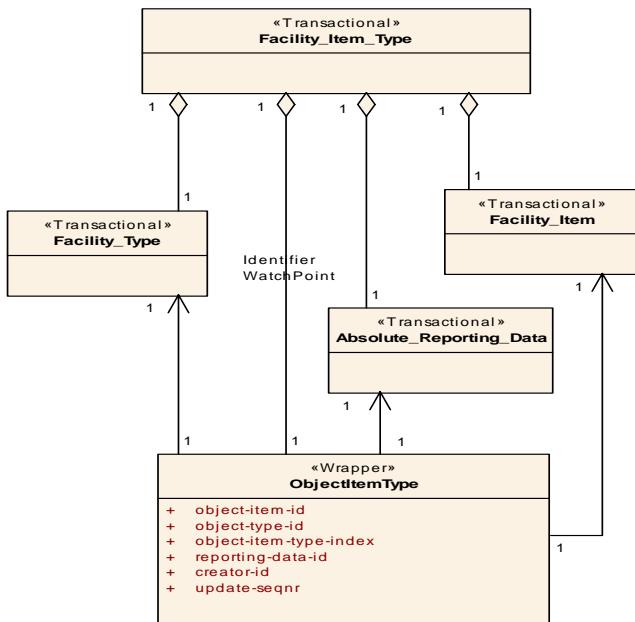 «Transactional»
Facility_Item_Type
1
1
1
1
1
1
«Transactional»
Facility_Type
«Transactional»
Facility_Item
Identifier
WatchPoint
1
1
1
«Transactional»
Absolute_Reporting_Data
1
1
1
1
«Wrapper»
ObjectItemType
+ object-item-id
+ object-type-id
+ object-item-type-index
+ reporting-data-id
+ creator-id
+ update-seqnr
1